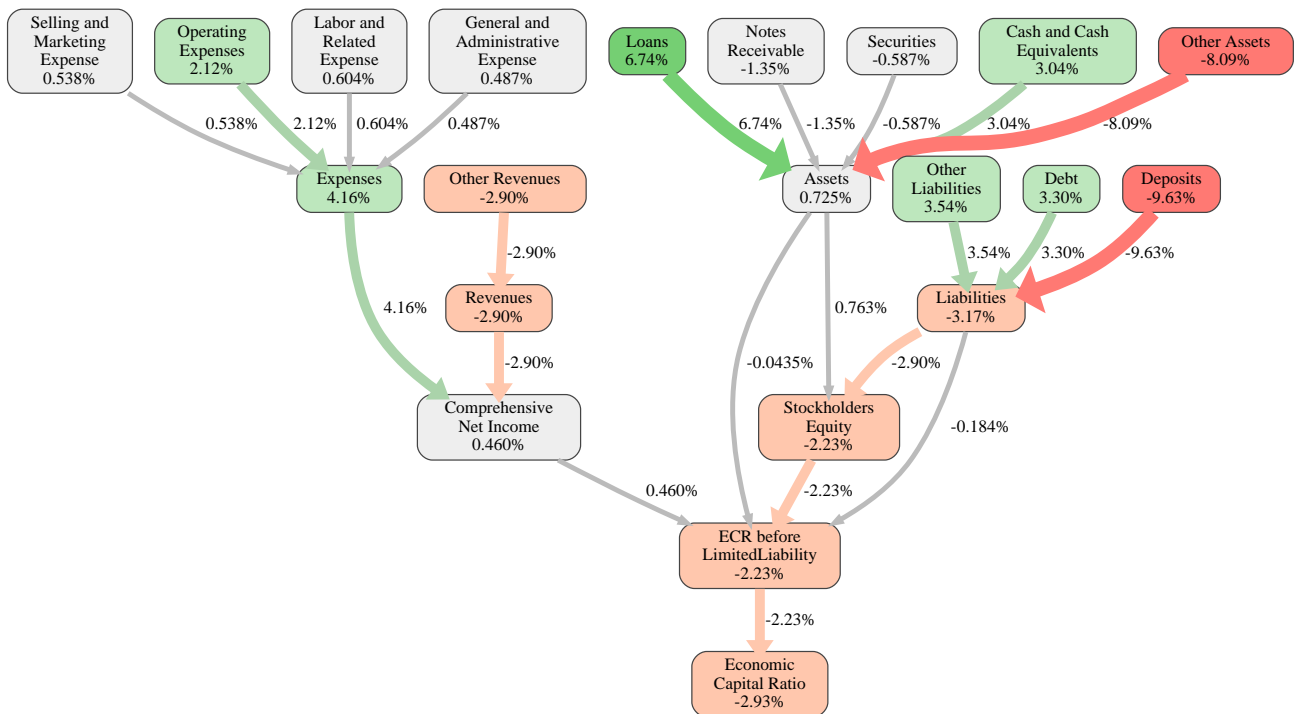 Selling and
Marketing
Expense
0.538%
Operating
Expenses
2.12%
Labor and
Related
Expense
0.604%
General and
Administrative
Expense
0.487%
Loans
6.74%
Notes
Receivable
-1.35%
Securities
-0.587%
Cash and Cash
Equivalents
3.04%
Other Assets
-8.09%
0.538%
2.12%
0.604%
0.487%
6.74%
-1.35%
-0.587%
3.04%
-8.09%
Expenses
4.16%
Other Revenues
-2.90%
Assets
0.725%
Other
Liabilities
3.54%
Debt
3.30%
Deposits
-9.63%
-2.90%
3.54%
3.30%
-9.63%
4.16%
Revenues
-2.90%
0.763%
Liabilities
-3.17%
-2.90%
-0.0435%
-2.90%
Comprehensive
Net Income
0.460%
Stockholders
Equity
-2.23%
-0.184%
0.460%
-2.23%
ECR before
LimitedLiability
-2.23%
-2.23%
Economic
Capital Ratio
-2.93%